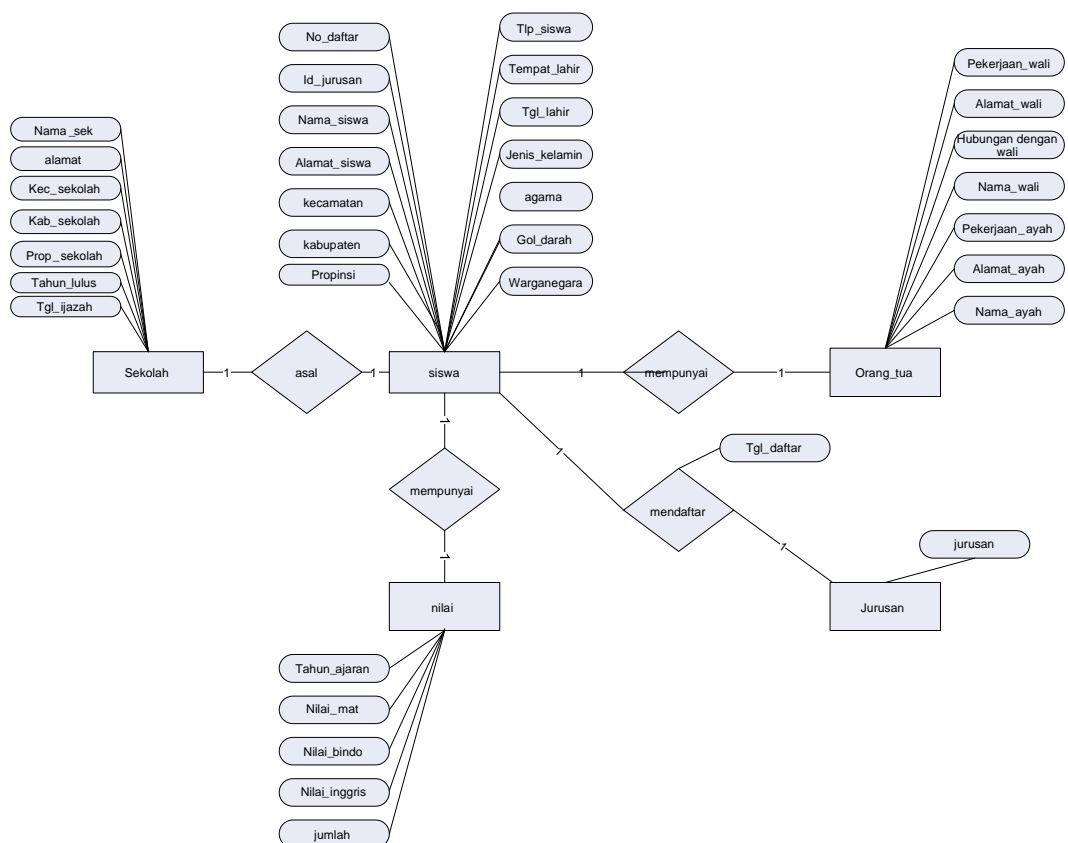 Nama_sek
alamat
Kec_sekolah
Kab_sekolah
Prop_sekolah
Tahun_lulus
Tgl_ijazah
No_daftar
Id_jurusan
Nama_siswa
Alamat_siswa
kecamatan
kabupaten
Propinsi
Tlp_siswa
Tempat_lahir
Tgl_lahir
Jenis_kelamin
agama
Gol_darah
Warganegara
Pekerjaan_wali
Alamat_wali
Hubungan dengan
wali
Nama_wali
Pekerjaan_ayah
Alamat_ayah
Nama_ayah
Sekolah
1
asal
1
siswa
1
mempunyai
1
Orang_tua
1
mempunyai
1
nilai
1
mendaftar
Tgl_daftar
1
jurusan
Jurusan
Tahun_ajaran
Nilai_mat
Nilai_bindo
Nilai_inggris
jumlah